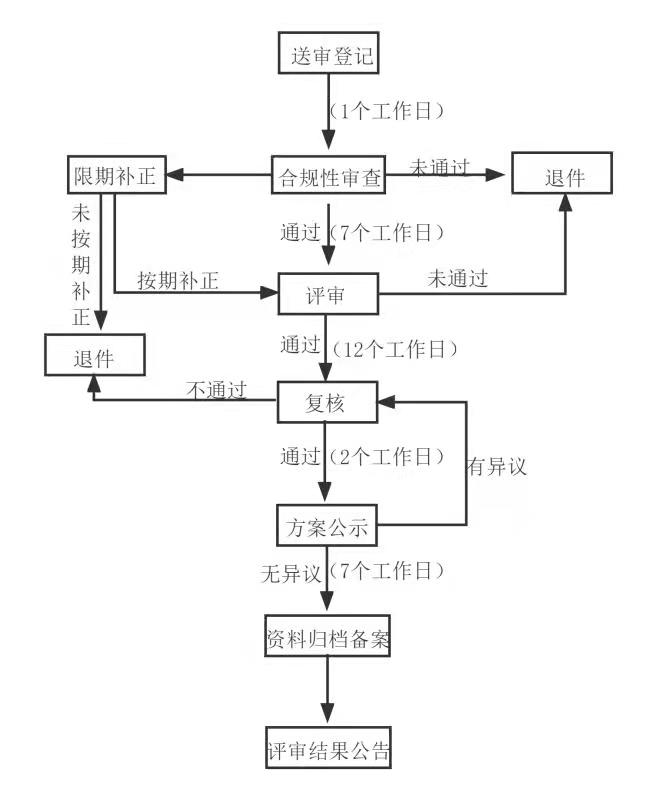 送审登记
（1个工作日）
限期补正
合规性审查
未通过
退件
未按期补正
通过（7个工作日）
按期补正
评审
未通过
退件
通过（12个工作日）
不通过
复核
通过（2个工作日）
有异议
方案公示
无异议（7个工作日）
资料归档备案
评审结果公告